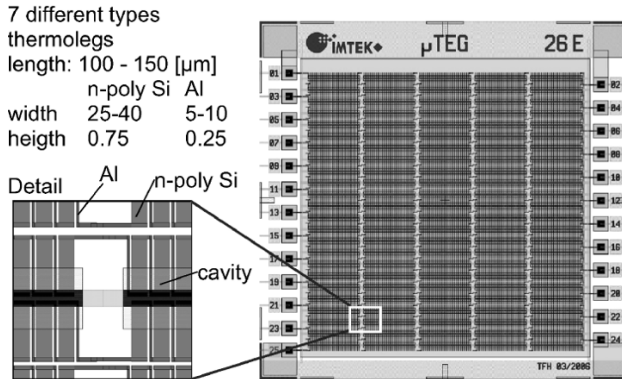 7 different types
thermolegs
length: 100 - 150 [µm]
n-poly Si Al
width 25-40 5-10
heigth 0.75 0.25
Detail
Al
n-poly Si
cavity
IMTEK
µTEG
26 E
01
03
05
07
09
11
13
15
17
19
21
23
25
02
04
06
08
10
12
14
16
18
20
22
24
TFH 03/2006